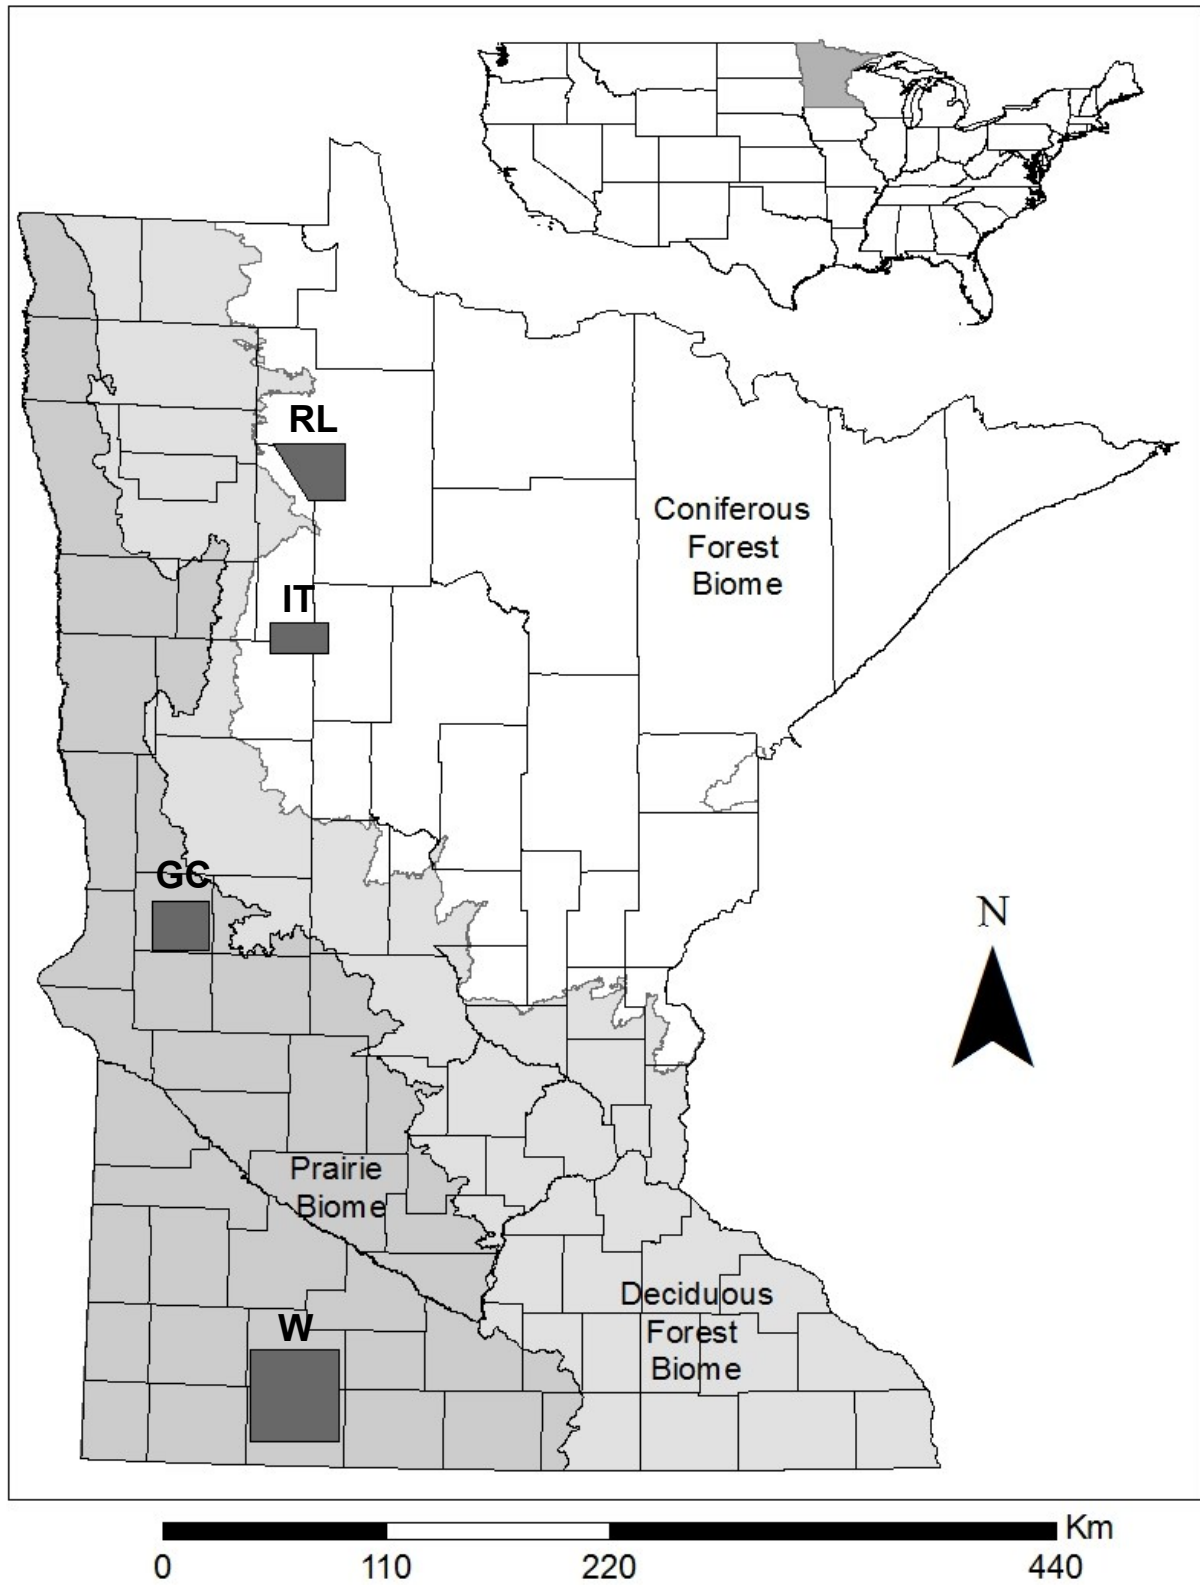 RL
Coniferous
Forest
Biome
IT
GC
N
Prairie
Biome
Deciduous
Forest
Biome
W
Km
0 110 220 440